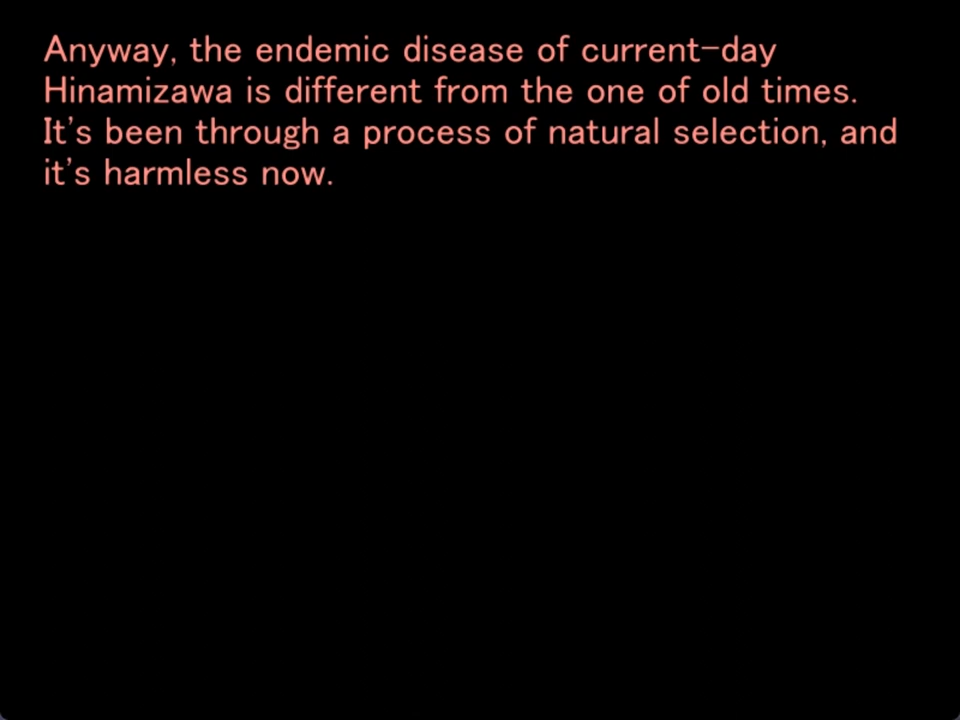 Anyway, the endemic disease of current-day
Hinamizawa is different from the one of old times.
It's been through a process of natural selection, and
it's harmless now.